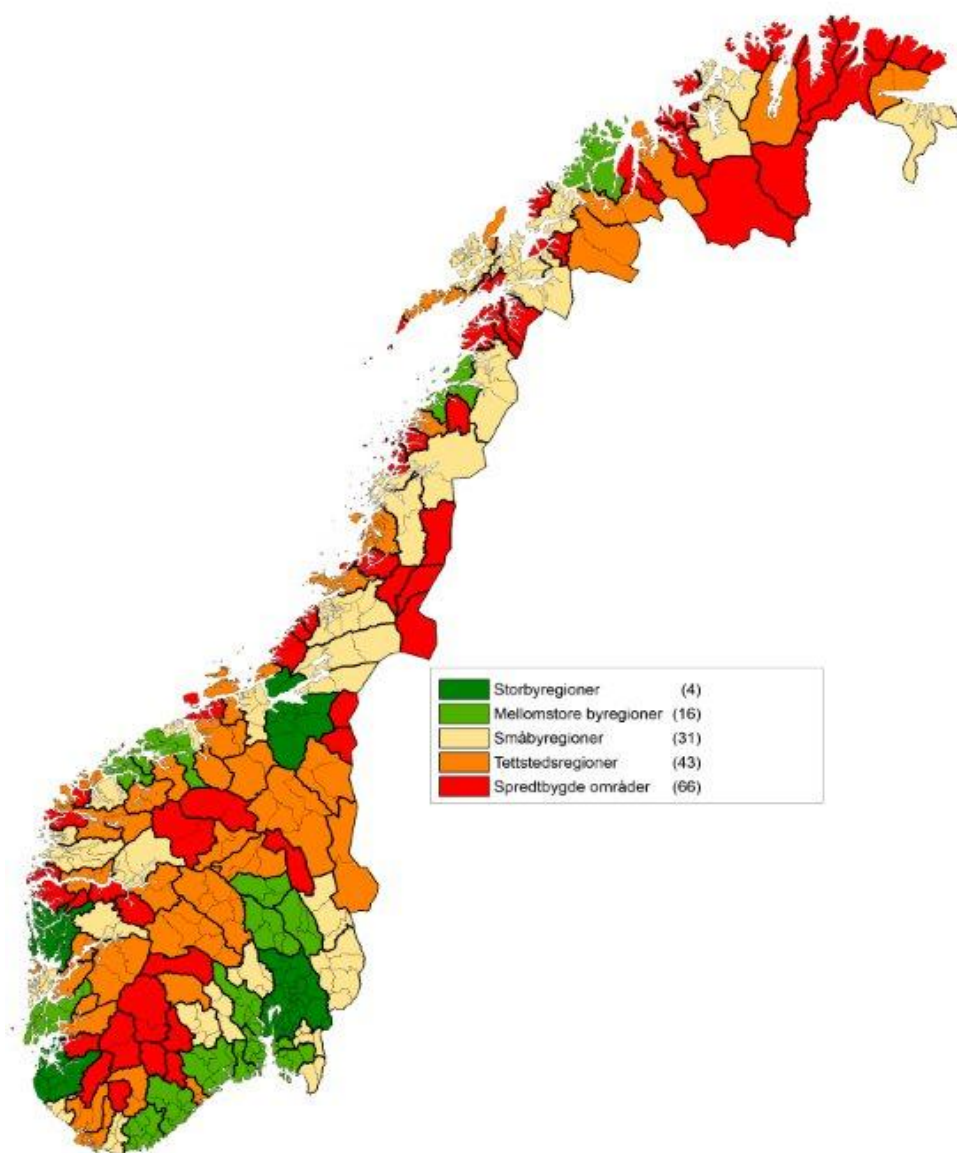 Storbyregioner (4)
Mellomstore byregioner (16)
Småbyregioner (31)
Tettstedsregioner (43)
Spredtbygde områder (66)